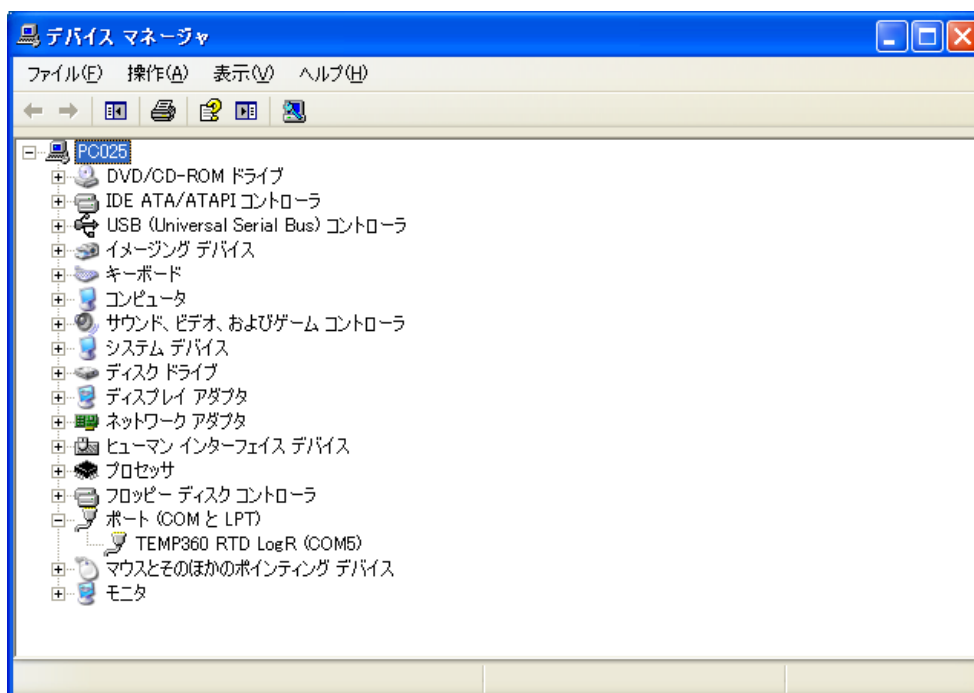 デバイス マネージャ
ファイル(F) 操作(A) 表示(V) ヘルプ(H)
PC025
DVD/CD-ROM ドライブ
IDE ATA/ATAPI コントローラ
USB (Universal Serial Bus) コントローラ
イメージング デバイス
キーボード
コンピュータ
サウンド、ビデオ、およびゲーム コントローラ
システム デバイス
ディスク ドライブ
ディスプレイ アダプタ
ネットワーク アダプタ
ヒューマン インターフェイス デバイス
プロセッサ
フロッピー ディスク コントローラ
ポート (COM と LPT)
TEMP360 RTD LogR (COM5)
マウスとそのほかのポインティング デバイス
モニタ